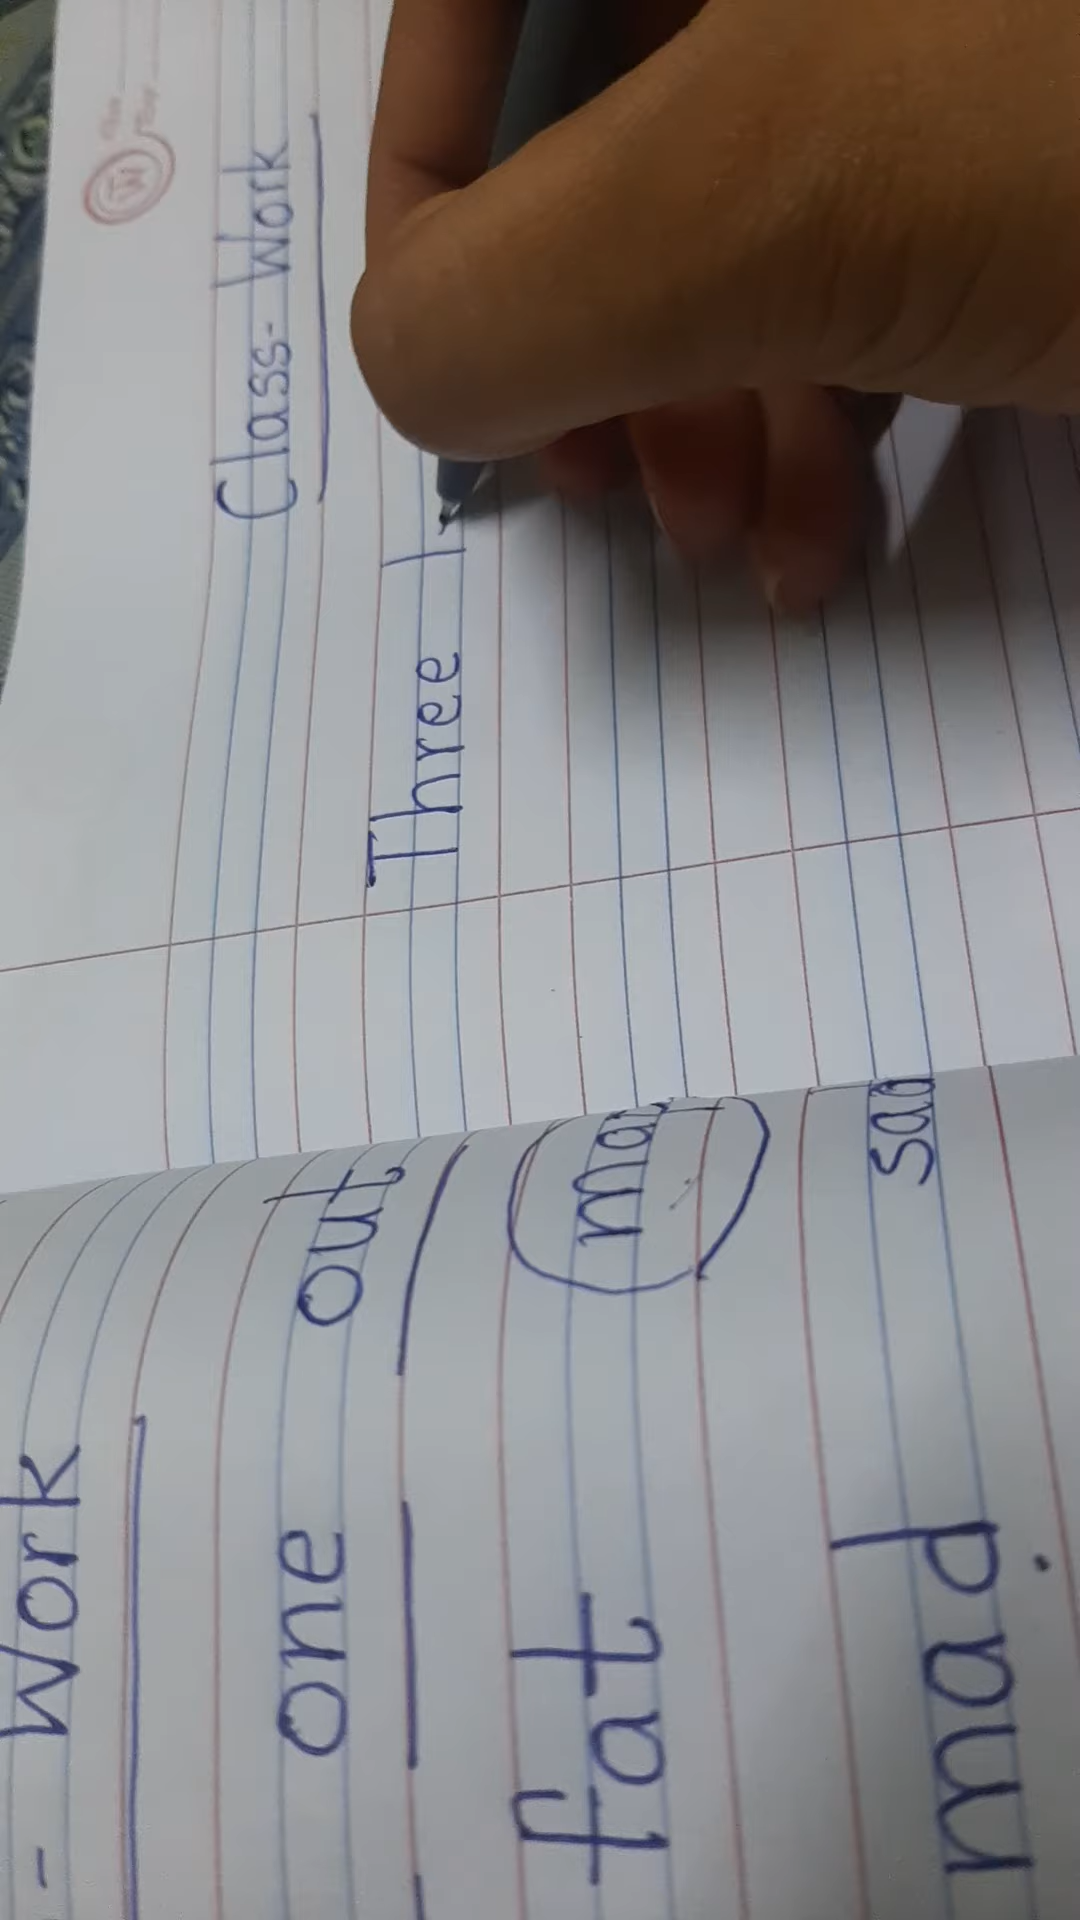 Class-Work
Three l
- Work
one out
fat
mad